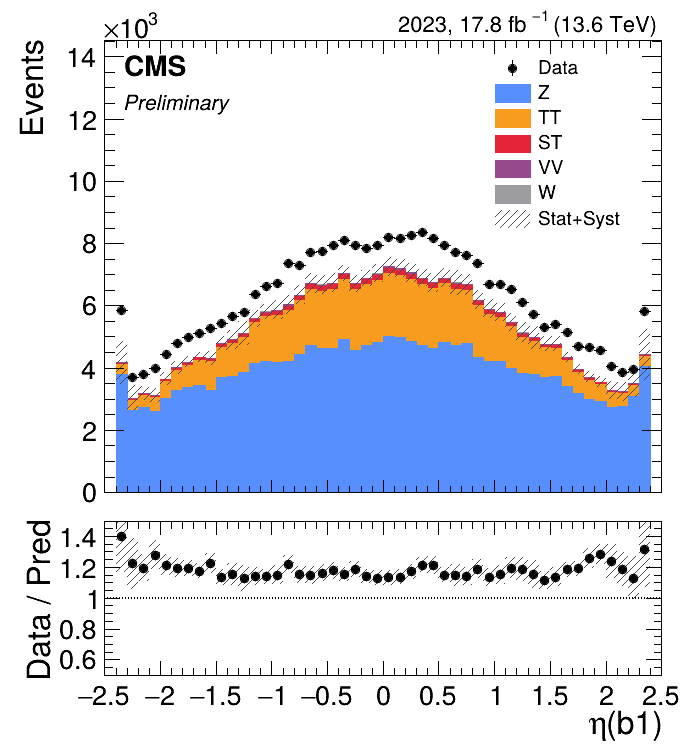 ×10³
2023, 17.8 fb⁻¹ (13.6 TeV)
Events
CMS
Preliminary
Data
Z
TT
ST
VV
W
Stat+Syst
14
12
10
8
6
4
2
0
Data / Pred
1.4
1.2
1
0.8
0.6
−2.5 −2 −1.5 −1 −0.5 0 0.5 1 1.5 2 2.5
η(b1)